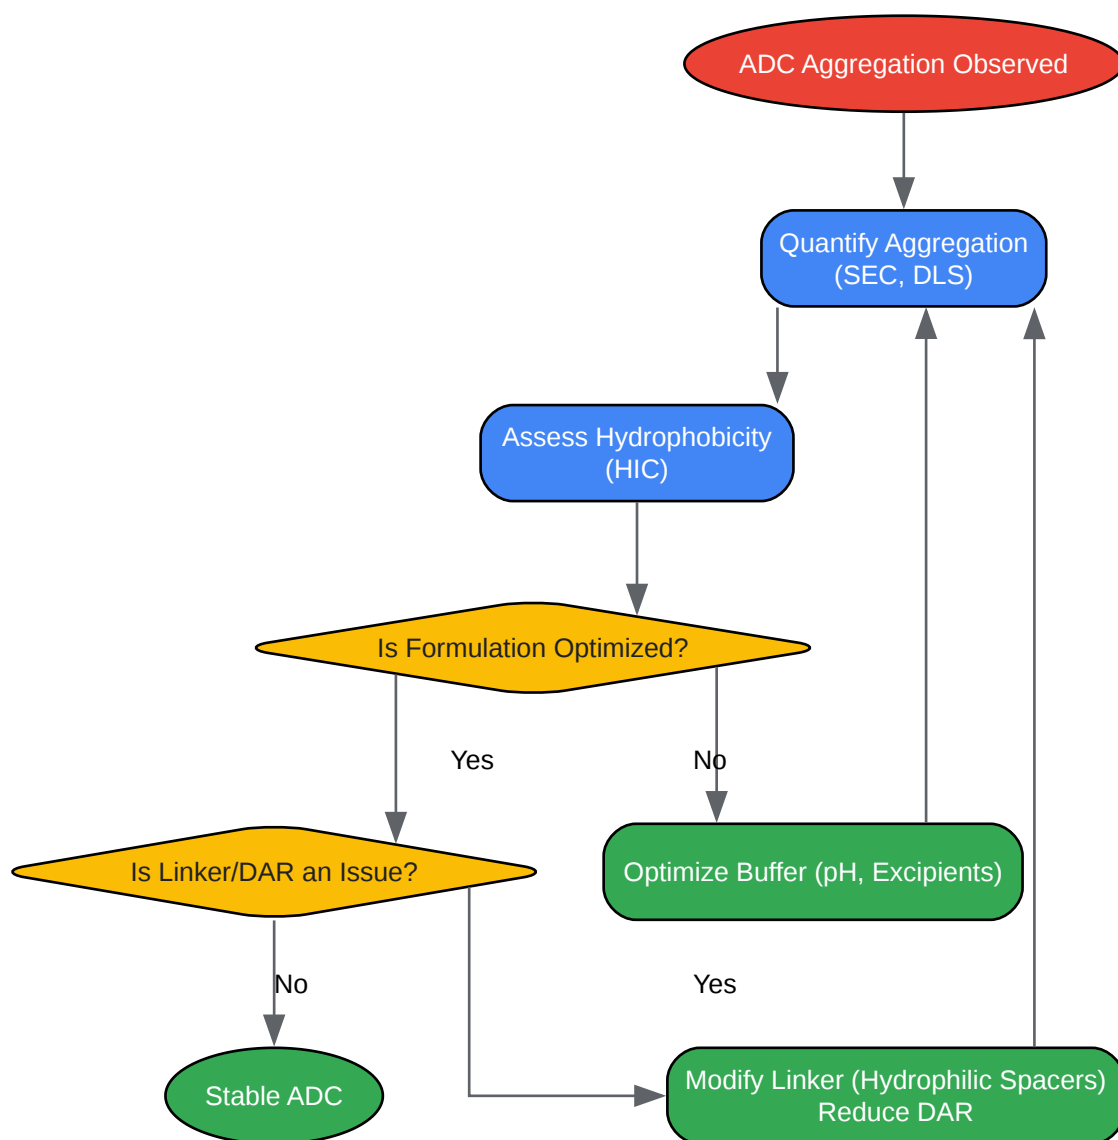 ADC Aggregation Observed
Quantify Aggregation
(SEC, DLS)
Assess Hydrophobicity
(HIC)
Is Formulation Optimized?
Yes
No
Is Linker/DAR an Issue?
Optimize Buffer (pH, Excipients)
No
Yes
Stable ADC
Modify Linker (Hydrophilic Spacers)
Reduce DAR